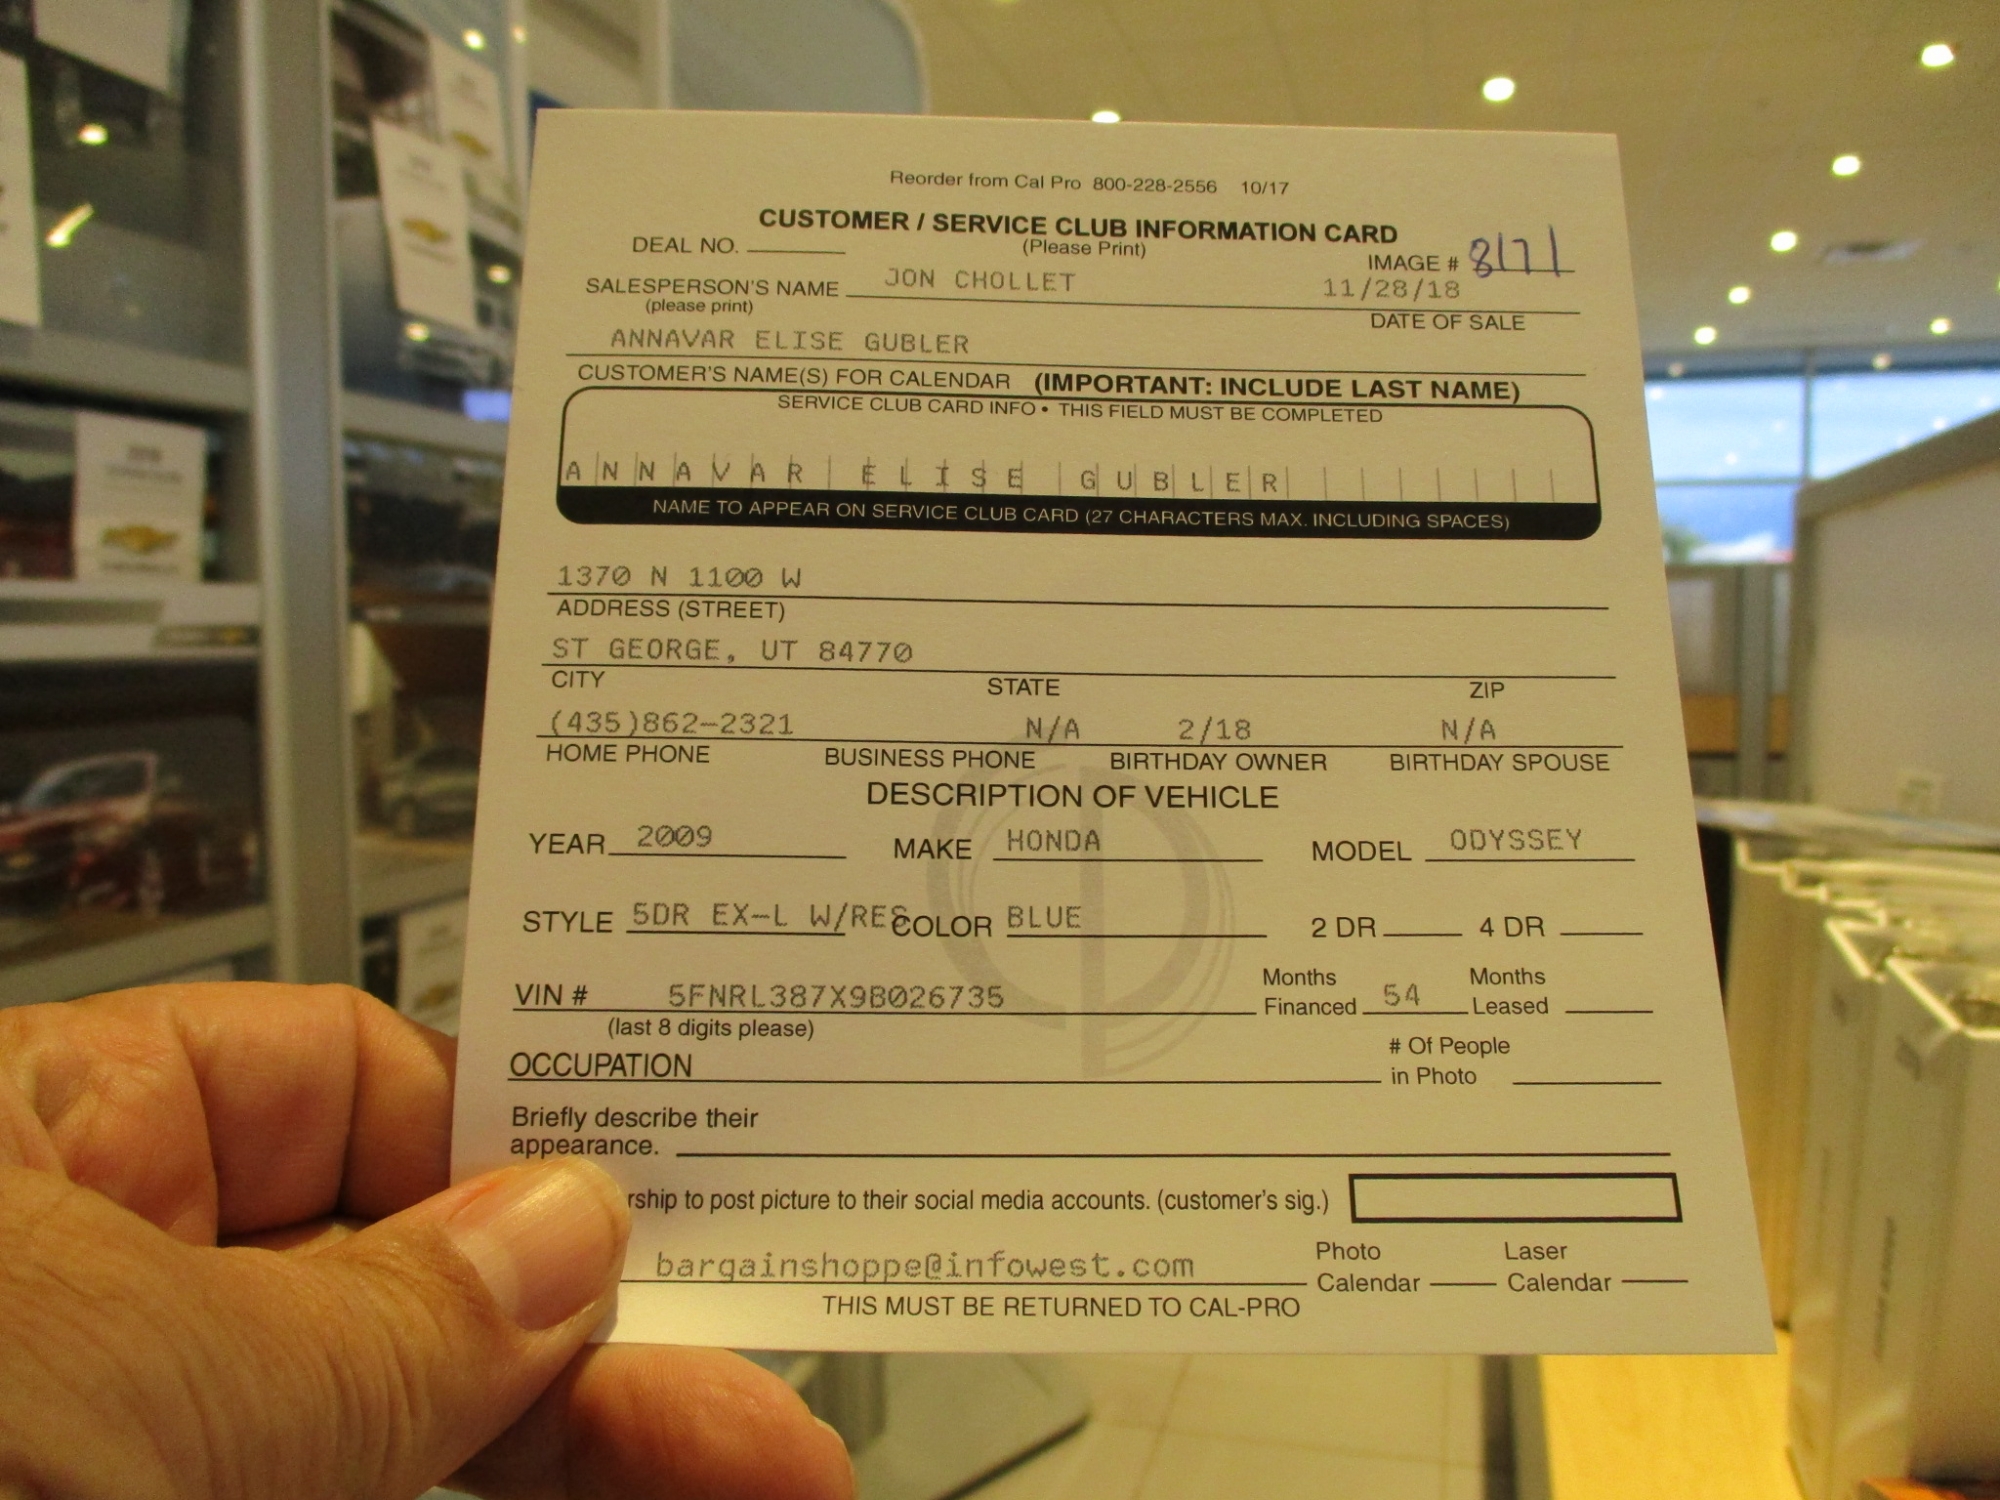 Reorder from Cal Pro 800-228-2556 10/17
CUSTOMER / SERVICE CLUB INFORMATION CARD
DEAL NO. (Please Print) IMAGE # 8171
SALESPERSON'S NAME JON CHOLLET 11/28/18
(please print) DATE OF SALE
ANNAVAR ELISE GUBLER
CUSTOMER'S NAME(S) FOR CALENDAR (IMPORTANT: INCLUDE LAST NAME)
SERVICE CLUB CARD INFO • THIS FIELD MUST BE COMPLETED
ANNAVAR ELISE GUBLER
NAME TO APPEAR ON SERVICE CLUB CARD (27 CHARACTERS MAX. INCLUDING SPACES)
1370 N 1100 W
ADDRESS (STREET)
ST GEORGE, UT 84770
CITY STATE ZIP
(435)862-2321 N/A 2/18 N/A
HOME PHONE BUSINESS PHONE BIRTHDAY OWNER BIRTHDAY SPOUSE
DESCRIPTION OF VEHICLE
YEAR 2009 MAKE HONDA MODEL ODYSSEY
STYLE 5DR EX-L W/RES COLOR BLUE 2 DR 4 DR
VIN # 5FNRL387X9B026735 Months Financed 54 Months Leased
(last 8 digits please)
OCCUPATION # Of People in Photo
Briefly describe their
appearance.
rship to post picture to their social media accounts. (customer's sig.)
bargainshoppe@infowest.com Photo Calendar Laser Calendar
THIS MUST BE RETURNED TO CAL-PRO